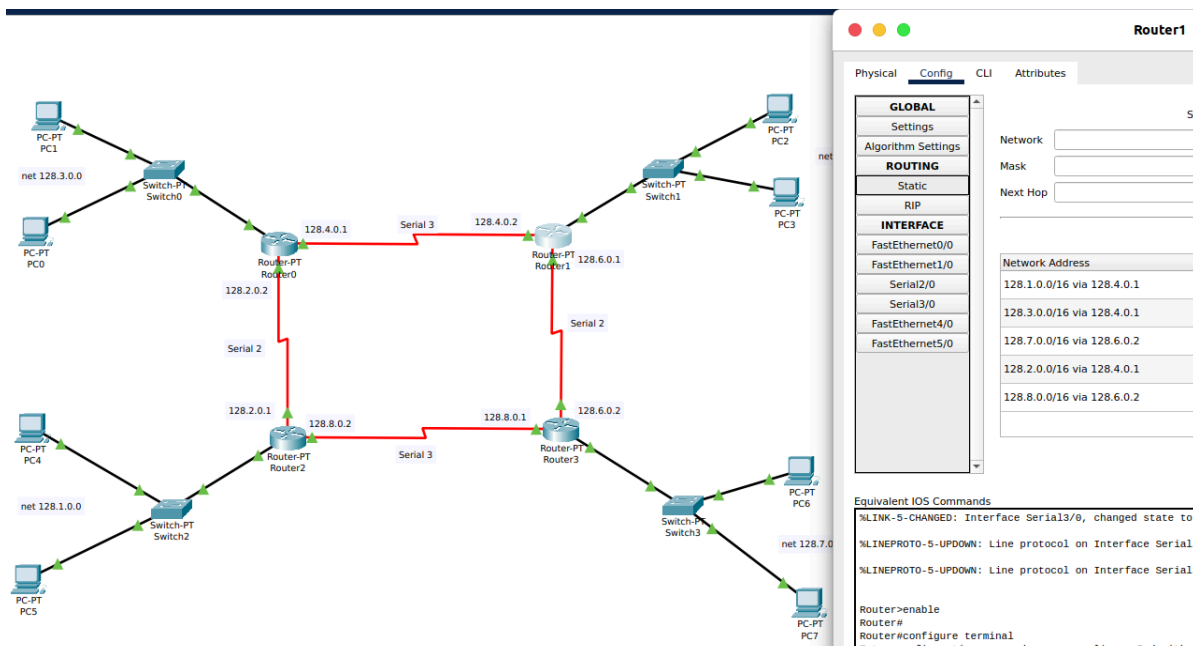 Router1
Physical
Config
CLI
Attributes
GLOBAL
Settings
Algorithm Settings
ROUTING
Static
RIP
INTERFACE
FastEthernet0/0
FastEthernet1/0
Serial2/0
Serial3/0
FastEthernet4/0
FastEthernet5/0
S
Network
Mask
Next Hop
Network Address
128.1.0.0/16 via 128.4.0.1
128.3.0.0/16 via 128.4.0.1
128.7.0.0/16 via 128.6.0.2
128.2.0.0/16 via 128.4.0.1
128.8.0.0/16 via 128.6.0.2
Equivalent IOS Commands
%LINK-5-CHANGED: Interface Serial3/0, changed state to
%LINEPROTO-5-UPDOWN: Line protocol on Interface Serial
%LINEPROTO-5-UPDOWN: Line protocol on Interface Serial
Router>enable
Router#
Router#configure terminal
PC-PT
PC1
net 128.3.0.0
PC-PT
PC0
Switch-PT
Switch0
128.4.0.1
Serial 3
128.4.0.2
Router-PT
Router0
128.2.0.2
Serial 2
PC-PT
PC2
net
Switch-PT
Switch1
PC-PT
PC3
Router-PT
Router1
128.6.0.1
Serial 2
128.2.0.1
128.8.0.2
Router-PT
Router2
Serial 3
128.8.0.1
128.6.0.2
Router-PT
Router3
PC-PT
PC4
net 128.1.0.0
Switch-PT
Switch2
PC-PT
PC5
PC-PT
PC6
Switch-PT
Switch3
net 128.7.0
PC-PT
PC7